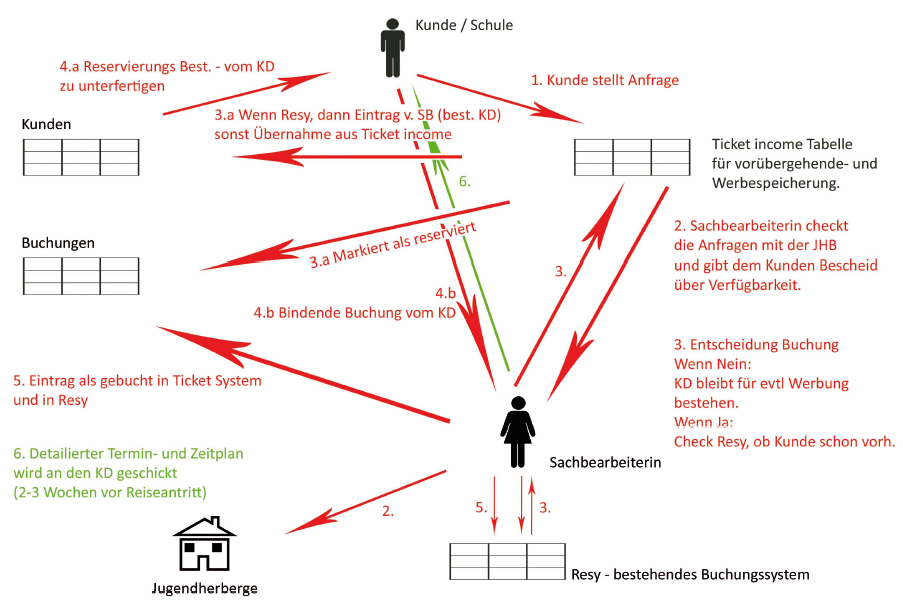 Kunde / Schule
4.a Reservierungs Best. - vom KD
zu unterfertigen
1. Kunde stellt Anfrage
3.a Wenn Resy, dann Eintrag v. SB (best. KD)
sonst Übernahme aus Ticket income
Kunden
Ticket income Tabelle
für vorübergehende- und
Werbespeicherung.
6.
2. Sachbearbeiterin checkt
die Anfragen mit der JHB
und gibt dem Kunden Bescheid
über Verfügbarkeit.
Buchungen
3.a Markiert als reserviert
3.
4.b
4.b Bindende Buchung vom KD
3. Entscheidung Buchung
Wenn Nein:
KD bleibt für evtl Werbung
bestehen.
Wenn Ja:
Check Resy, ob Kunde schon vorh.
5. Eintrag als gebucht in Ticket System
und in Resy
6. Detailierter Termin- und Zeitplan
wird an den KD geschickt
(2-3 Wochen vor Reiseantritt)
Sachbearbeiterin
2.
5.
3.
Jugendherberge
Resy - bestehendes Buchungssystem